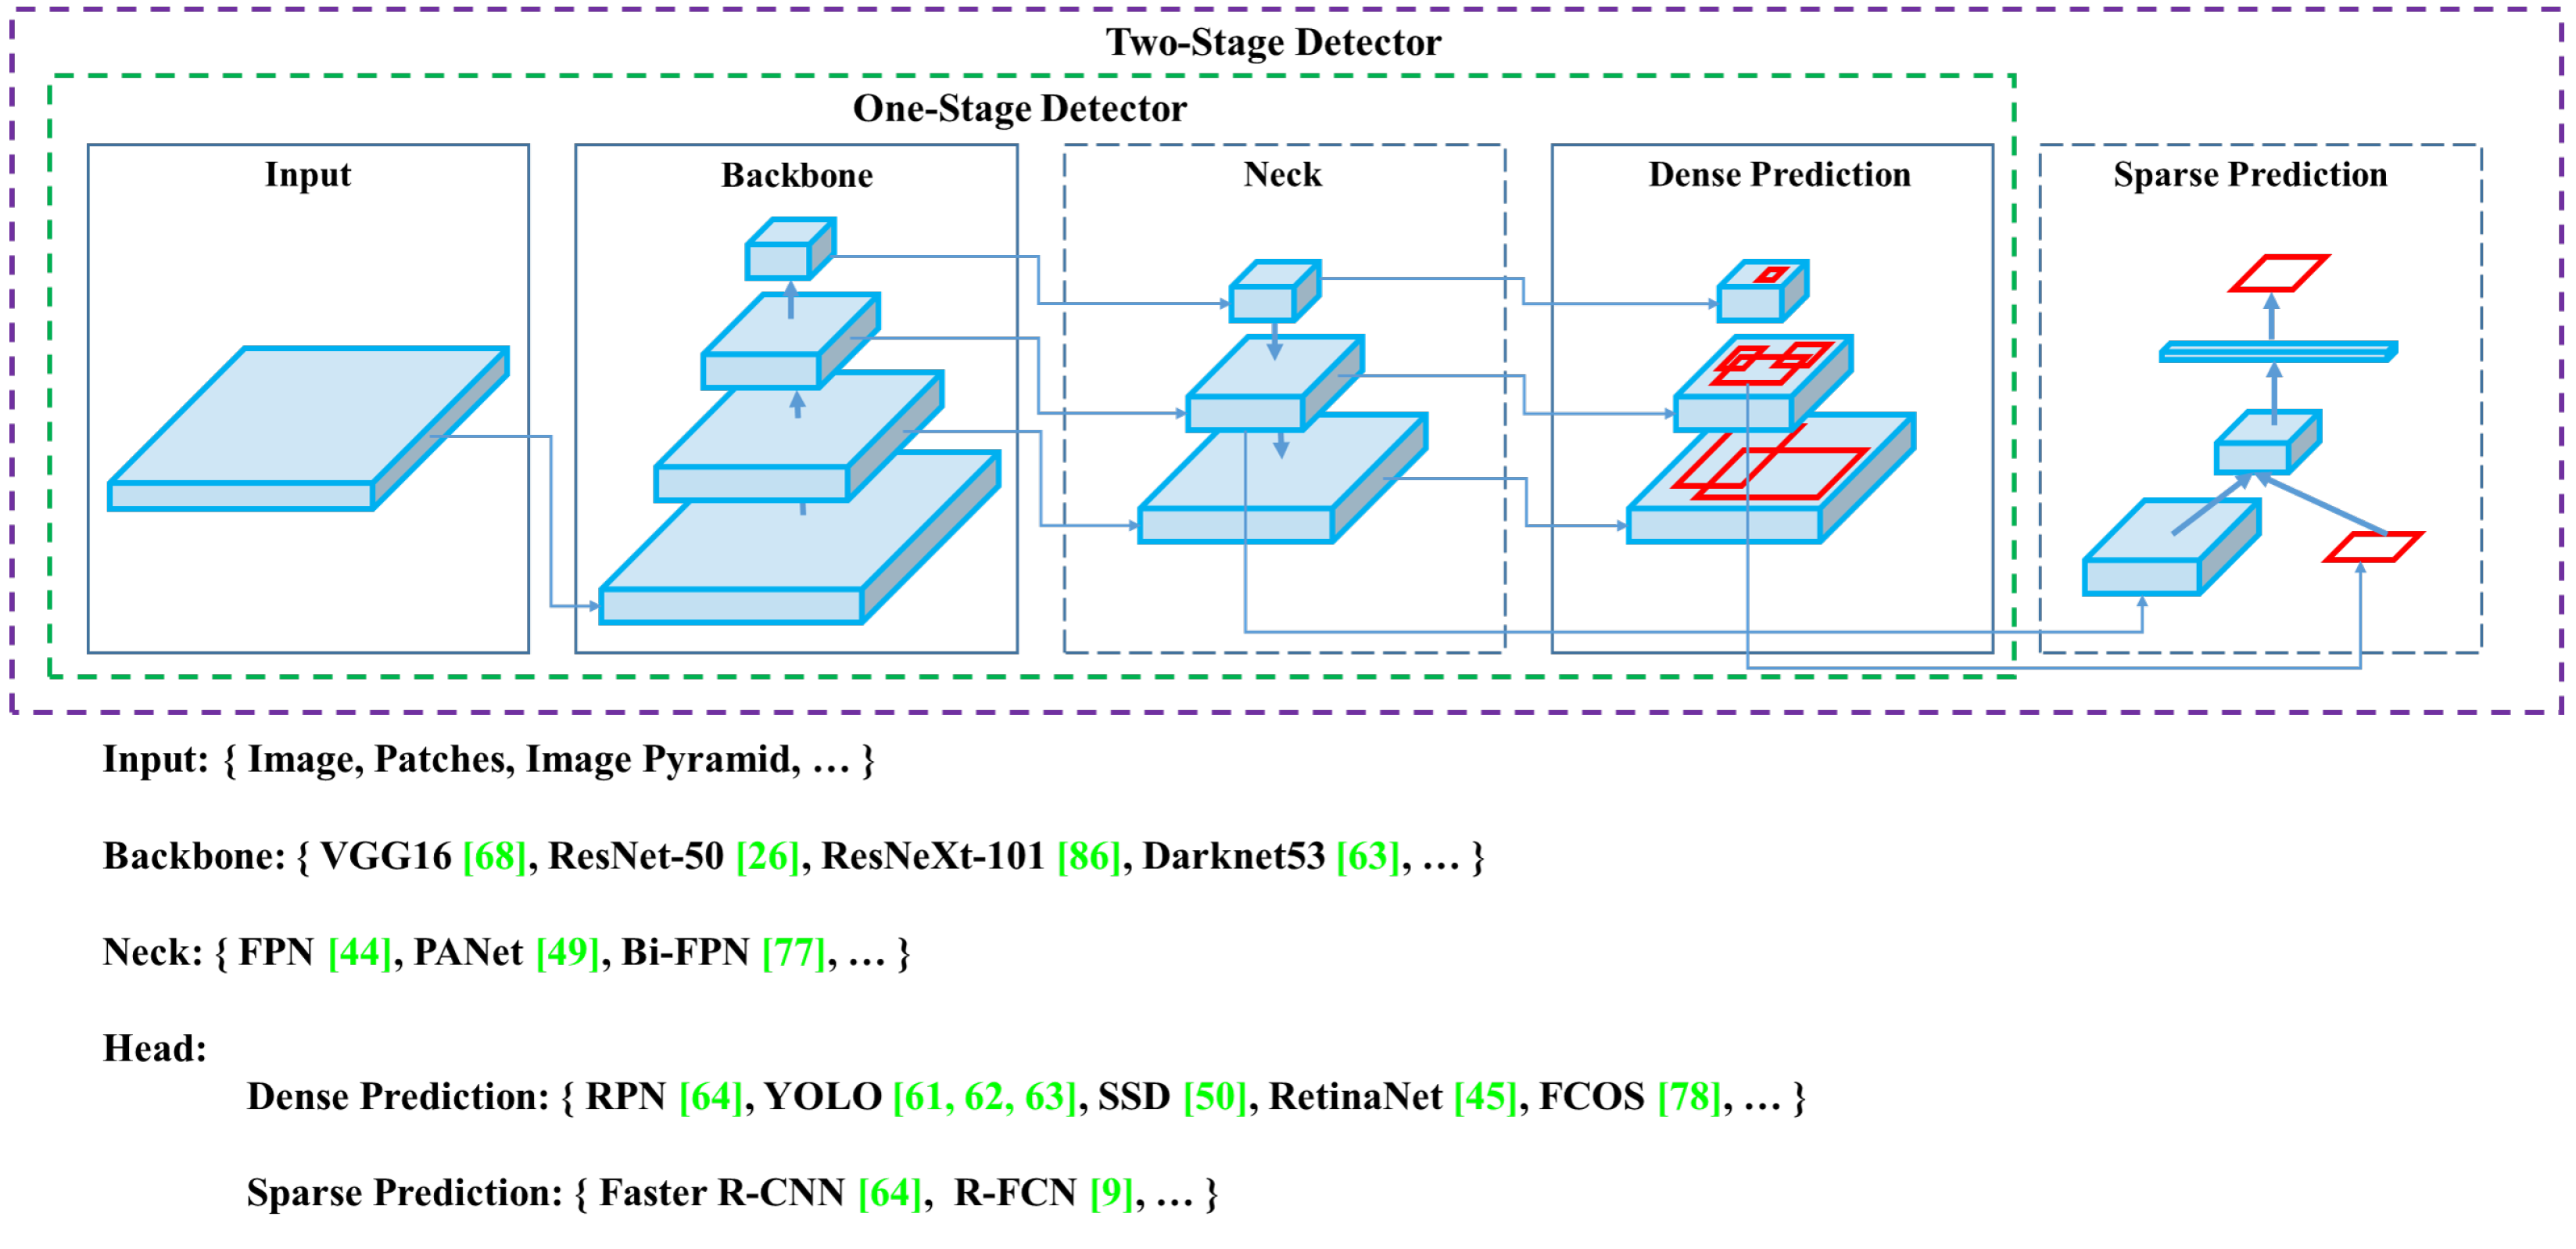 Two-Stage Detector
One-Stage Detector
Input
Backbone
Neck
Dense Prediction
Sparse Prediction
Input: { Image, Patches, Image Pyramid, … }
Backbone: { VGG16 [68], ResNet-50 [26], ResNeXt-101 [86], Darknet53 [63], … }
Neck: { FPN [44], PANet [49], Bi-FPN [77], … }
Head:
Dense Prediction: { RPN [64], YOLO [61, 62, 63], SSD [50], RetinaNet [45], FCOS [78], … }
Sparse Prediction: { Faster R-CNN [64], R-FCN [9], … }